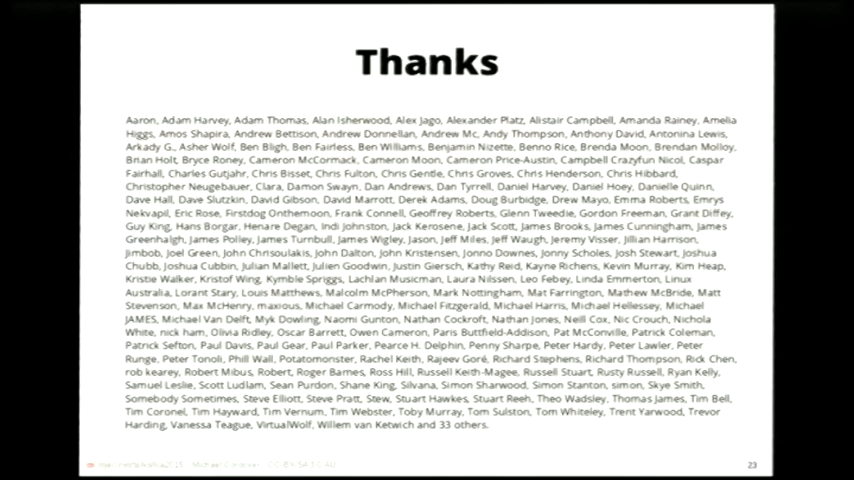 Thanks
Aaron, Adam Harvey, Adam Thomas, Alan Isherwood, Alex Jago, Alexander Platz, Alistair Campbell, Amanda Rainey, Amelia
Higgs, Amos Shapira, Andrew Bettison, Andrew Donnellan, Andrew Mc, Andy Thompson, Anthony David, Antonina Lewis,
Arkady G., Asher Wolf, Ben Bligh, Ben Fairless, Ben Williams, Benjamin Nizette, Benno Rice, Brenda Moon, Brendan Molloy,
Brian Holt, Bryce Roney, Cameron McCormack, Cameron Moon, Cameron Price-Austin, Campbell Crazyfun Nicol, Caspar
Fairhall, Charles Gutjahr, Chris Bisset, Chris Fulton, Chris Gentle, Chris Groves, Chris Henderson, Chris Hibbard,
Christopher Neugebauer, Clara, Damon Swayn, Dan Andrews, Dan Tyrrell, Daniel Harvey, Daniel Hoey, Danielle Quinn,
Dave Hall, Dave Slutzkin, David Gibson, David Marrott, Derek Adams, Doug Burbidge, Drew Mayo, Emma Roberts, Emrys
Nekvapil, Eric Rose, Firstdog Onthemoon, Frank Connell, Geoffrey Roberts, Glenn Tweedie, Gordon Freeman, Grant Diffey,
Guy King, Hans Borgar, Henare Degan, Indi Johnston, Jack Kerosene, Jack Scott, James Brooks, James Cunningham, James
Greenhalgh, James Polley, James Turnbull, James Wigley, Jason, Jeff Miles, Jeff Waugh, Jeremy Visser, Jillian Harrison,
Jimbob, Joel Green, John Chrisoulakis, John Dalton, John Kristensen, Jonno Downes, Jonny Scholes, Josh Stewart, Joshua
Chubb, Joshua Cubbin, Julian Mallett, Julien Goodwin, Justin Giersch, Kathy Reid, Kayne Richens, Kevin Murray, Kim Heap,
Kristie Walker, Kristof Wing, Kymble Spriggs, Lachlan Musicman, Laura Nilssen, Leo Febey, Linda Emmerton, Linux
Australia, Lorant Stary, Louis Matthews, Malcolm McPherson, Mark Nottingham, Mat Farrington, Mathew McBride, Matt
Stevenson, Max McHenry, maxious, Michael Carmody, Michael Fitzgerald, Michael Harris, Michael Hellessey, Michael
JAMES, Michael Van Delft, Myk Dowling, Naomi Gunton, Nathan Cockroft, Nathan Jones, Neill Cox, Nic Crouch, Nichola
White, nick ham, Olivia Ridley, Oscar Barrett, Owen Cameron, Paris Buttfield-Addison, Pat McConville, Patrick Coleman,
Patrick Sefton, Paul Davis, Paul Gear, Paul Parker, Pearce H. Delphin, Penny Sharpe, Peter Hardy, Peter Lawler, Peter
Runge, Peter Tonoli, Phill Wall, Potatomonster, Rachel Keith, Rajeev Goré, Richard Stephens, Richard Thompson, Rick Chen,
rob kearey, Robert Mibus, Robert, Roger Barnes, Ross Hill, Russell Keith-Magee, Russell Stuart, Rusty Russell, Ryan Kelly,
Samuel Leslie, Scott Ludlam, Sean Purdon, Shane King, Silvana, Simon Sharwood, Simon Stanton, simon, Skye Smith,
Somebody Sometimes, Steve Elliott, Steve Pratt, Stew, Stuart Hawkes, Stuart Reeh, Theo Wadsley, Thomas James, Tim Bell,
Tim Coronel, Tim Hayward, Tim Vernum, Tim Webster, Toby Murray, Tom Sulston, Tom Whiteley, Trent Yarwood, Trevor
Harding, Vanessa Teague, VirtualWolf, Willem van Ketwich and 33 others.
23